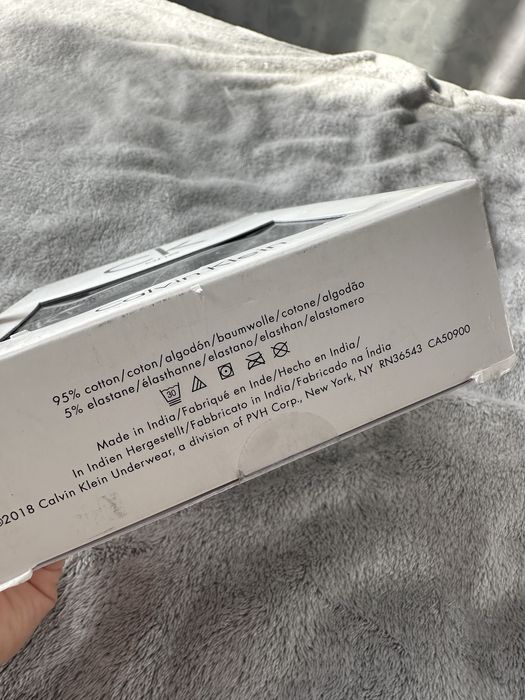 ck
Calvin Klein
95% cotton/coton/algodón/baumwolle/cotone/algodão
5% elastane/élasthanne/elastano/elasthan/elastomero
30
Made in India/Fabriqué en Inde/Hecho en India/
In Indien Hergestellt/Fabbricato in India/Fabricado na Índia
©2018 Calvin Klein Underwear, a division of PVH Corp., New York, NY RN36543 CA50900